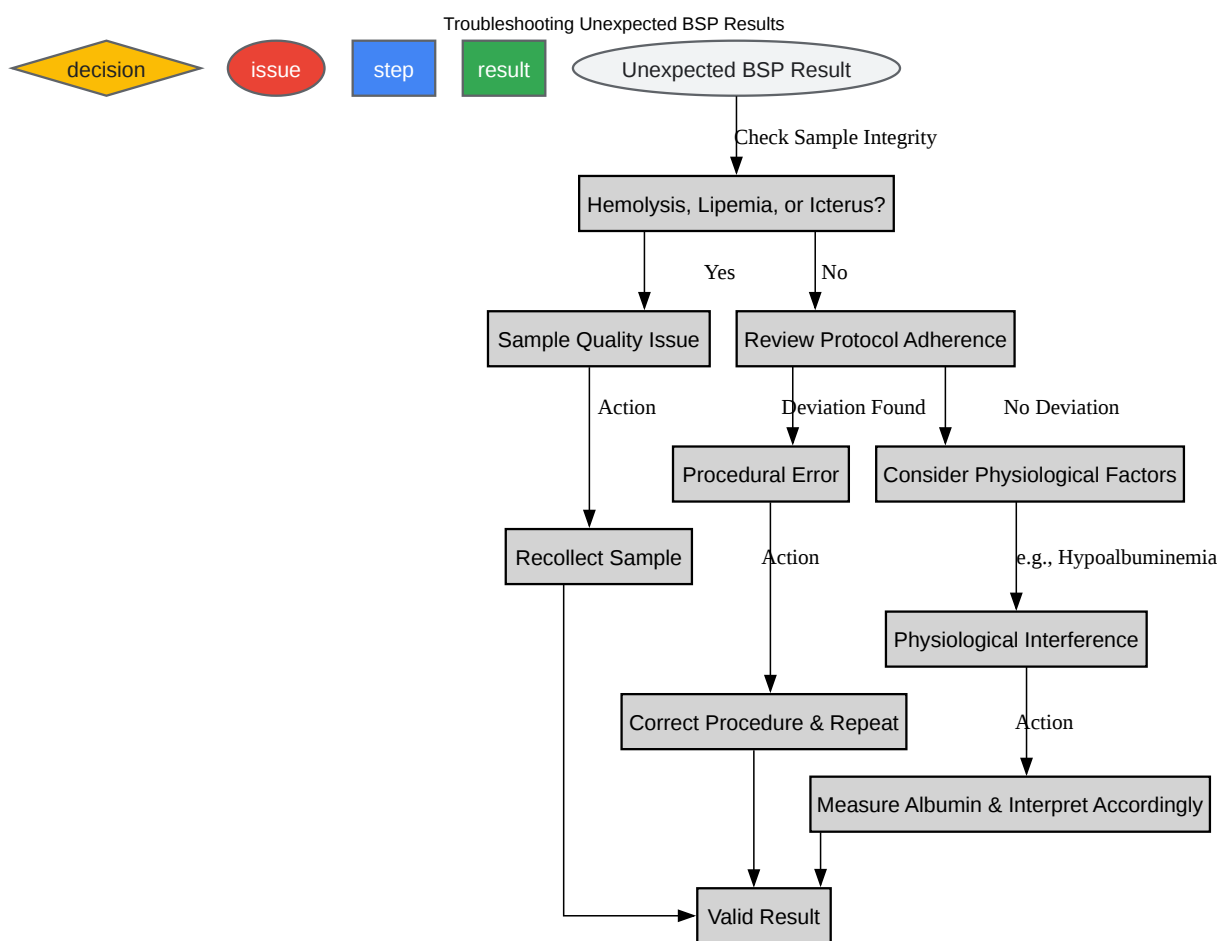 Troubleshooting Unexpected BSP Results
decision
issue
step
result
Unexpected BSP Result
Check Sample Integrity
Hemolysis, Lipemia, or Icterus?
Yes
No
Sample Quality Issue
Review Protocol Adherence
Action
Deviation Found
No Deviation
Procedural Error
Consider Physiological Factors
Recollect Sample
Action
e.g., Hypoalbuminemia
Physiological Interference
Correct Procedure & Repeat
Action
Measure Albumin & Interpret Accordingly
Valid Result